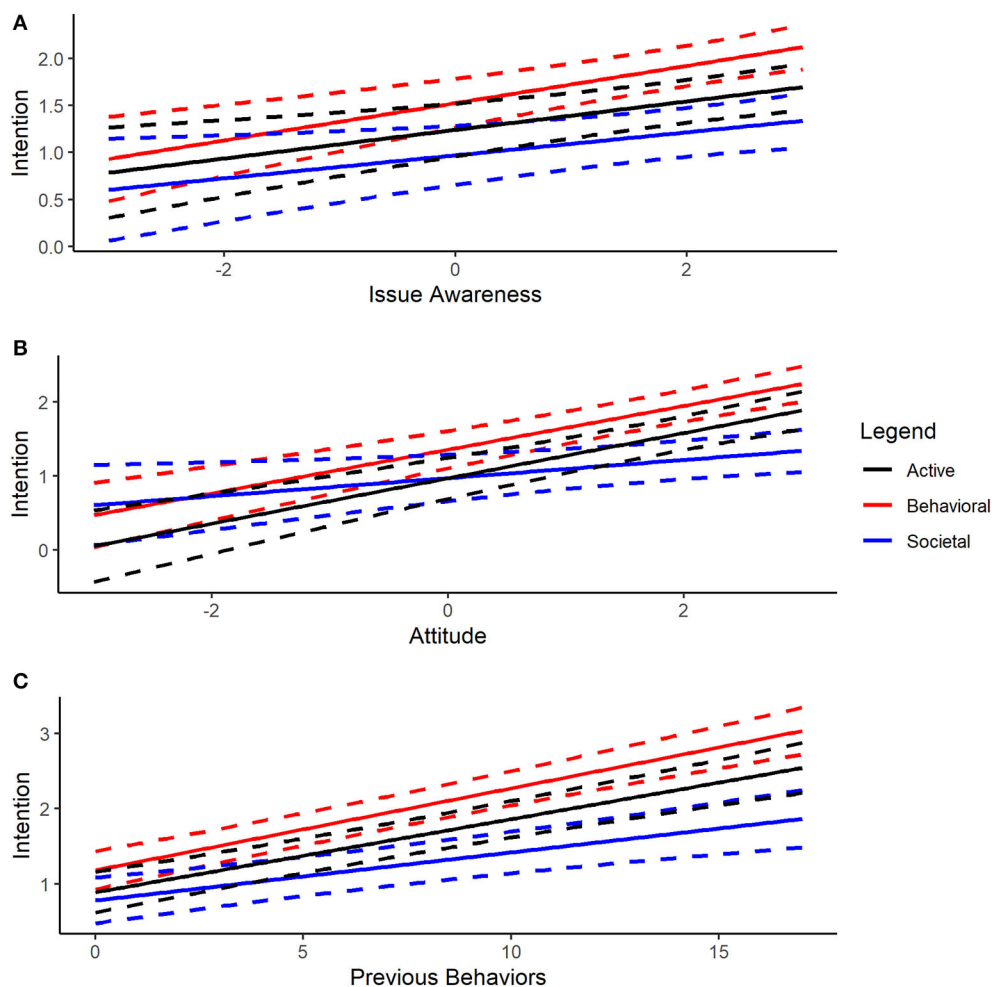 A
Intention
2.0
1.5
1.0
0.5
0.0
-2 0 2
Issue Awareness
B
Intention
2
1
0
-2 0 2
Attitude
Legend
Active
Behavioral
Societal
C
Intention
3
2
1
0 5 10 15
Previous Behaviors